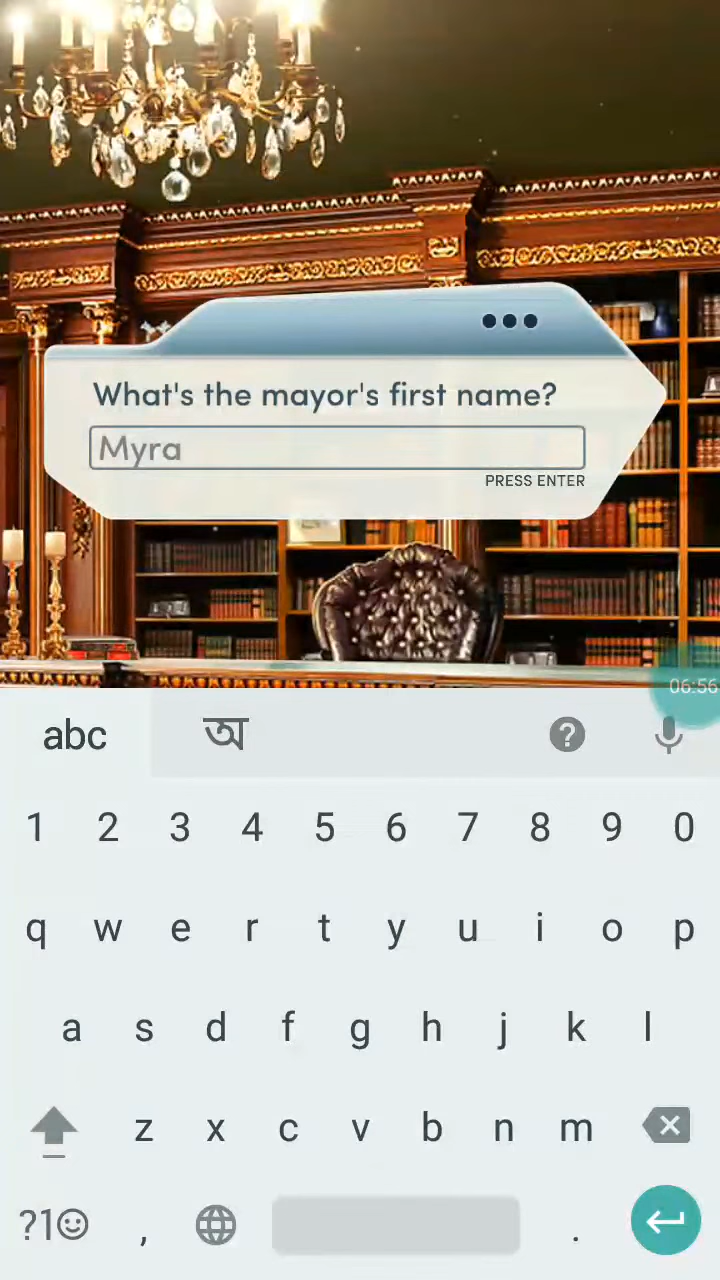 What's the mayor's first name?
Myra
PRESS ENTER
06:56
abc অ ?
1 2 3 4 5 6 7 8 9 0
q w e r t y u i o p
a s d f g h j k l
z x c v b n m
?1☺ , .